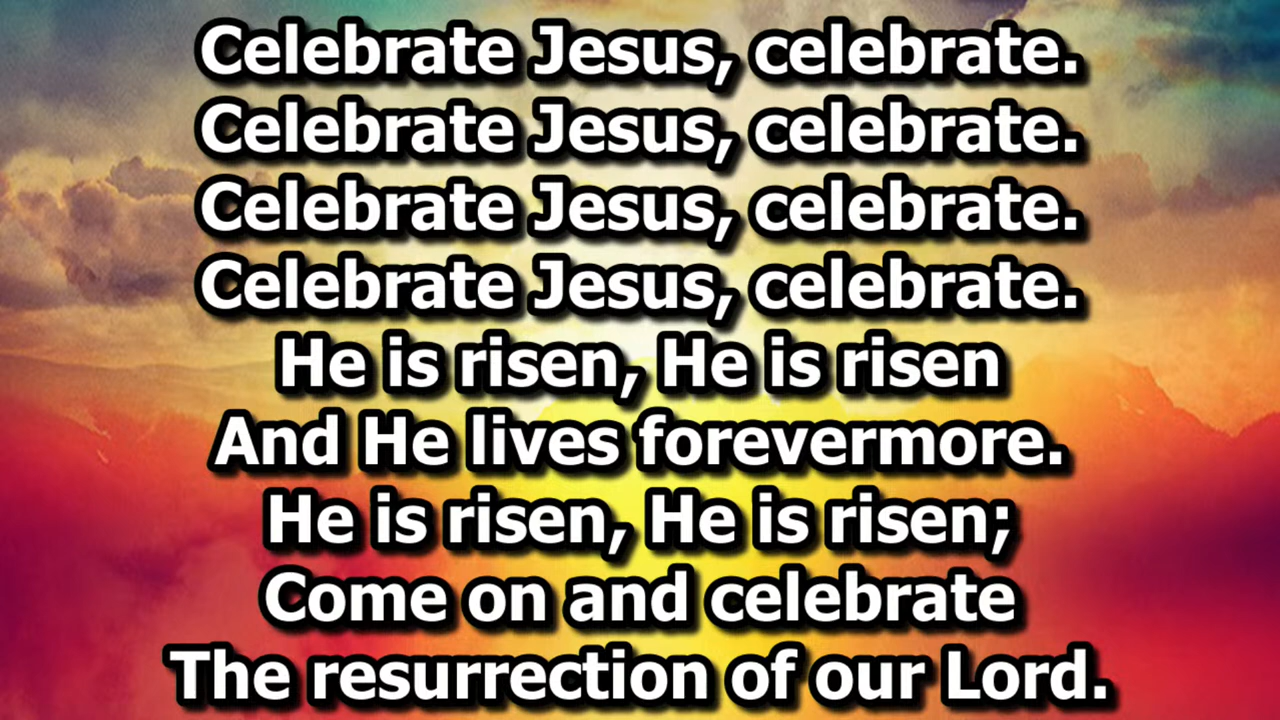 Celebrate Jesus, celebrate.
Celebrate Jesus, celebrate.
Celebrate Jesus, celebrate.
Celebrate Jesus, celebrate.
He is risen, He is risen
And He lives forevermore.
He is risen, He is risen;
Come on and celebrate
The resurrection of our Lord.